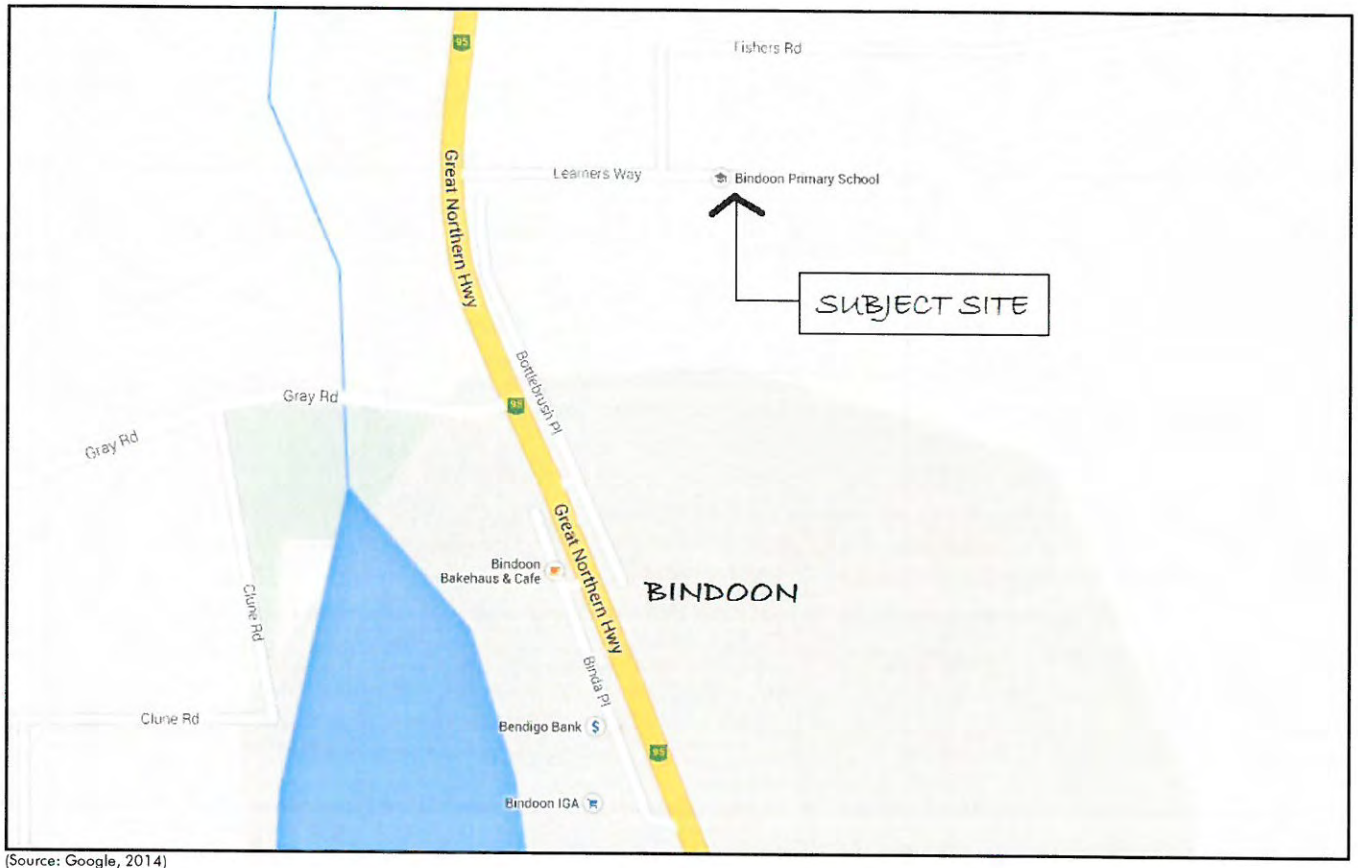 95
Fishers Rd
Great Northern Hwy
Learners Way
Bindoon Primary School
SUBJECT SITE
Bottlebrush Pl
Gray Rd
95
Gray Rd
Great Northern Hwy
Bindoon
Bakehaus & Cafe
BINDOON
Clune Rd
Binda Pl
Clune Rd
Bendigo Bank $
95
Bindoon IGA
(Source: Google, 2014)